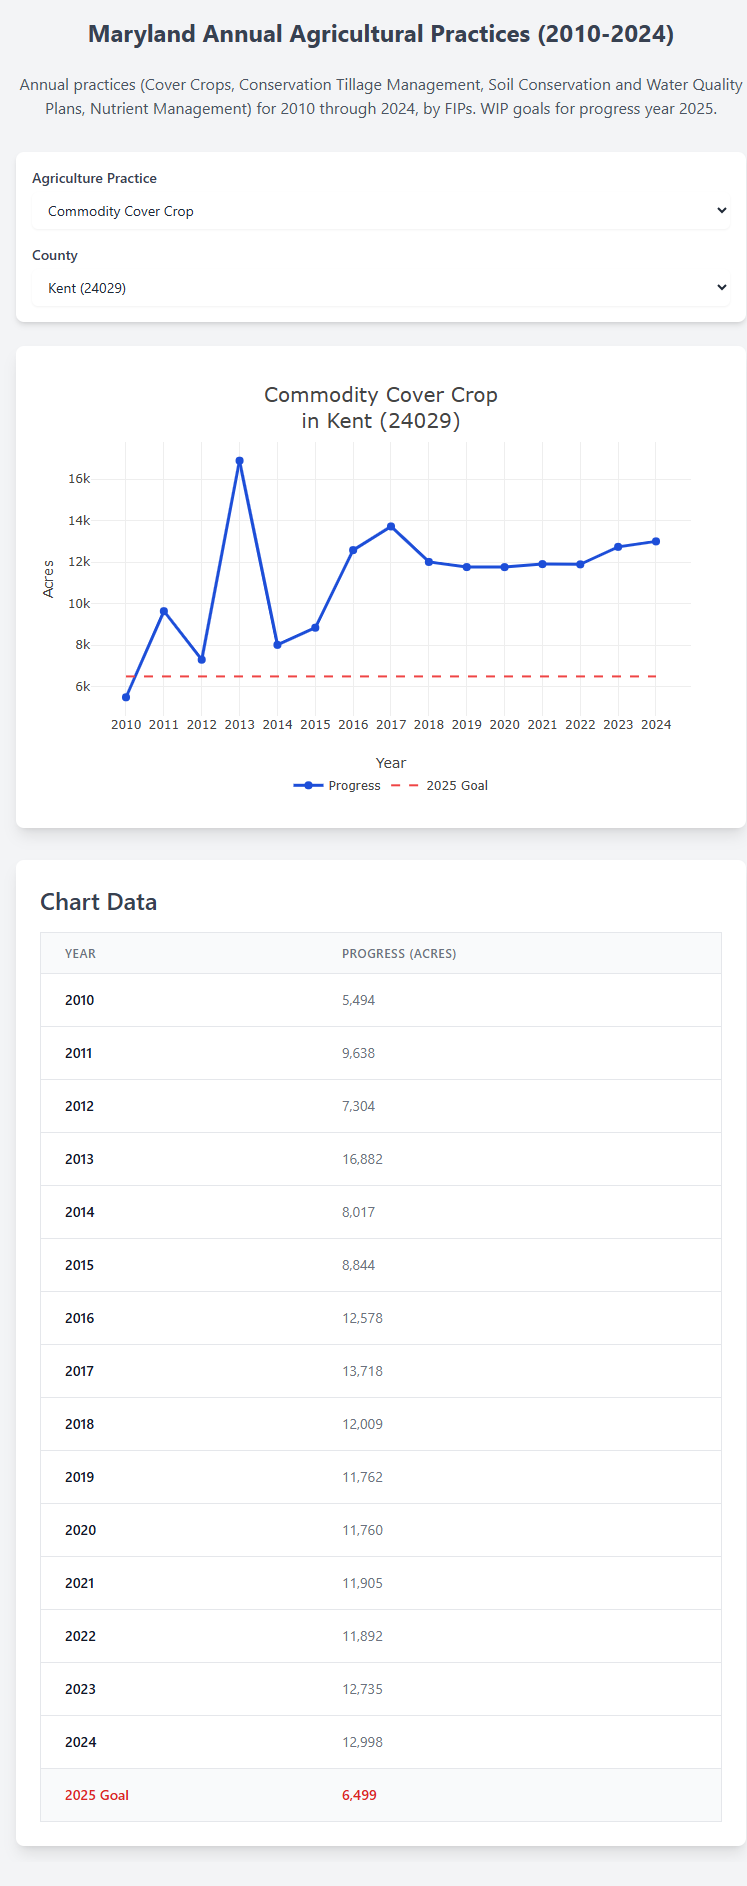 Maryland Annual Agricultural Practices (2010-2024)
Annual practices (Cover Crops, Conservation Tillage Management, Soil Conservation and Water Quality
Plans, Nutrient Management) for 2010 through 2024, by FIPs. WIP goals for progress year 2025.
Agriculture Practice
Commodity Cover Crop
County
Kent (24029)
Commodity Cover Crop
in Kent (24029)
16k
14k
12k
10k
8k
6k
Acres
2010 2011 2012 2013 2014 2015 2016 2017 2018 2019 2020 2021 2022 2023 2024
Year
Progress 2025 Goal
Chart Data
YEAR PROGRESS (ACRES)
2010 5,494
2011 9,638
2012 7,304
2013 16,882
2014 8,017
2015 8,844
2016 12,578
2017 13,718
2018 12,009
2019 11,762
2020 11,760
2021 11,905
2022 11,892
2023 12,735
2024 12,998
2025 Goal 6,499